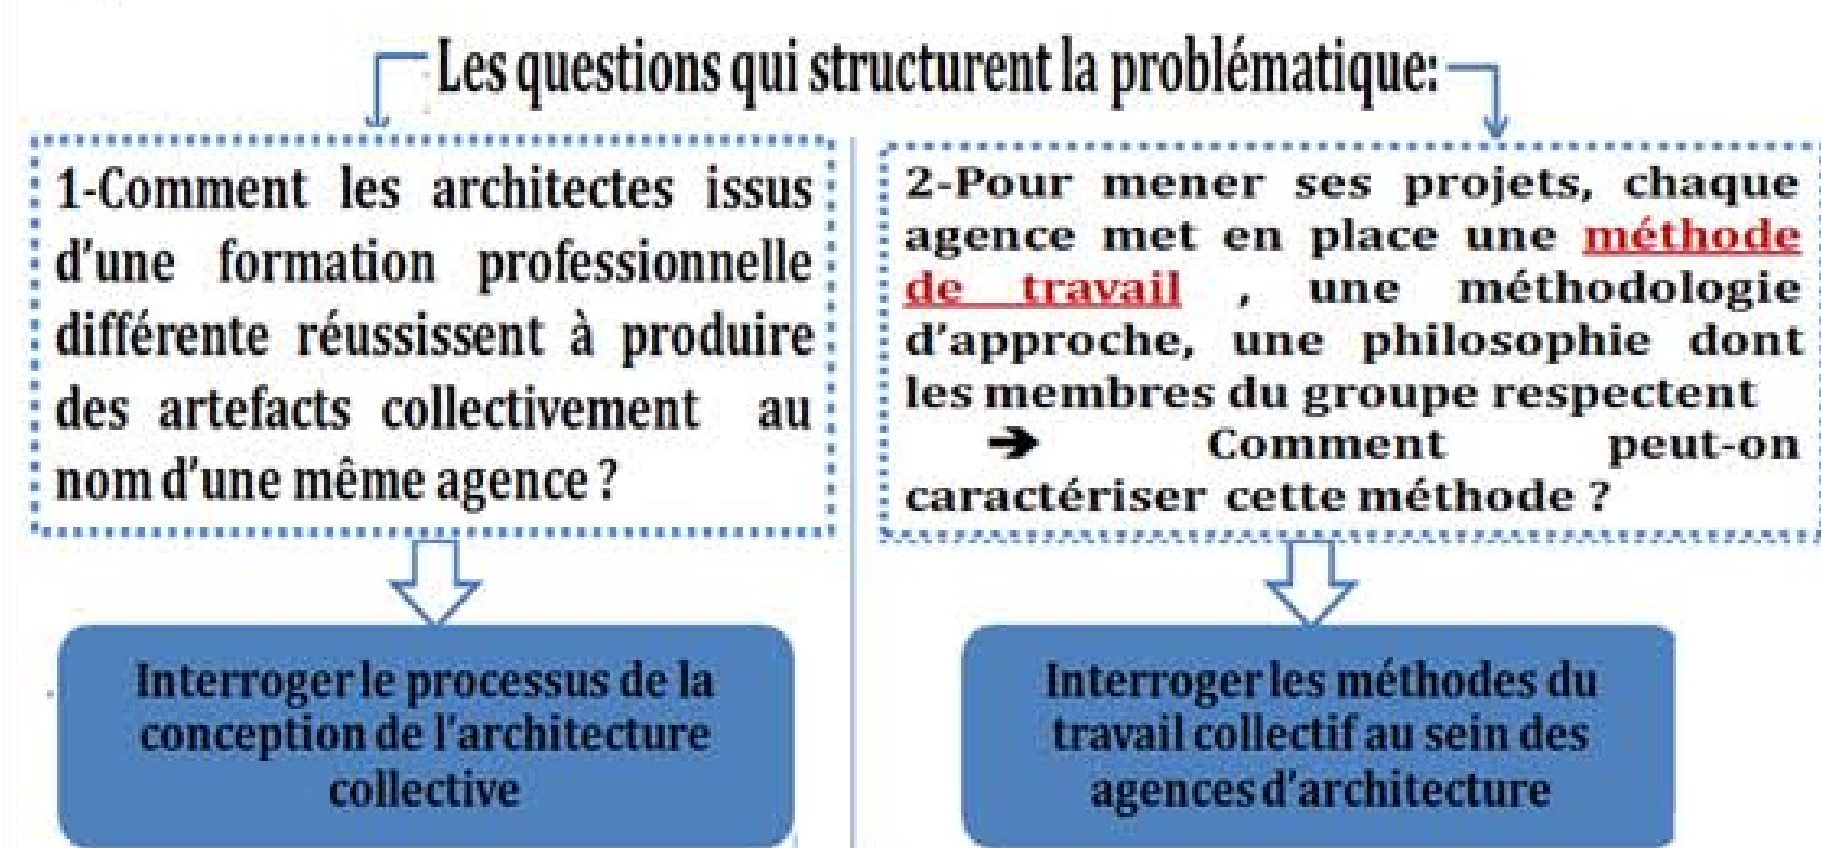 Les questions qui structurent la problématique:
1-Comment les architectes issus
d'une formation professionnelle
différente réussissent à produire
des artefacts collectivement au
nom d'une même agence ?
2-Pour mener ses projets, chaque
agence met en place une méthode
de travail , une méthodologie
d'approche, une philosophie dont
les membres du groupe respectent
➔ Comment peut-on
caractériser cette méthode ?
Interroger le processus de la
conception de l'architecture
collective
Interroger les méthodes du
travail collectif au sein des
agences d'architecture